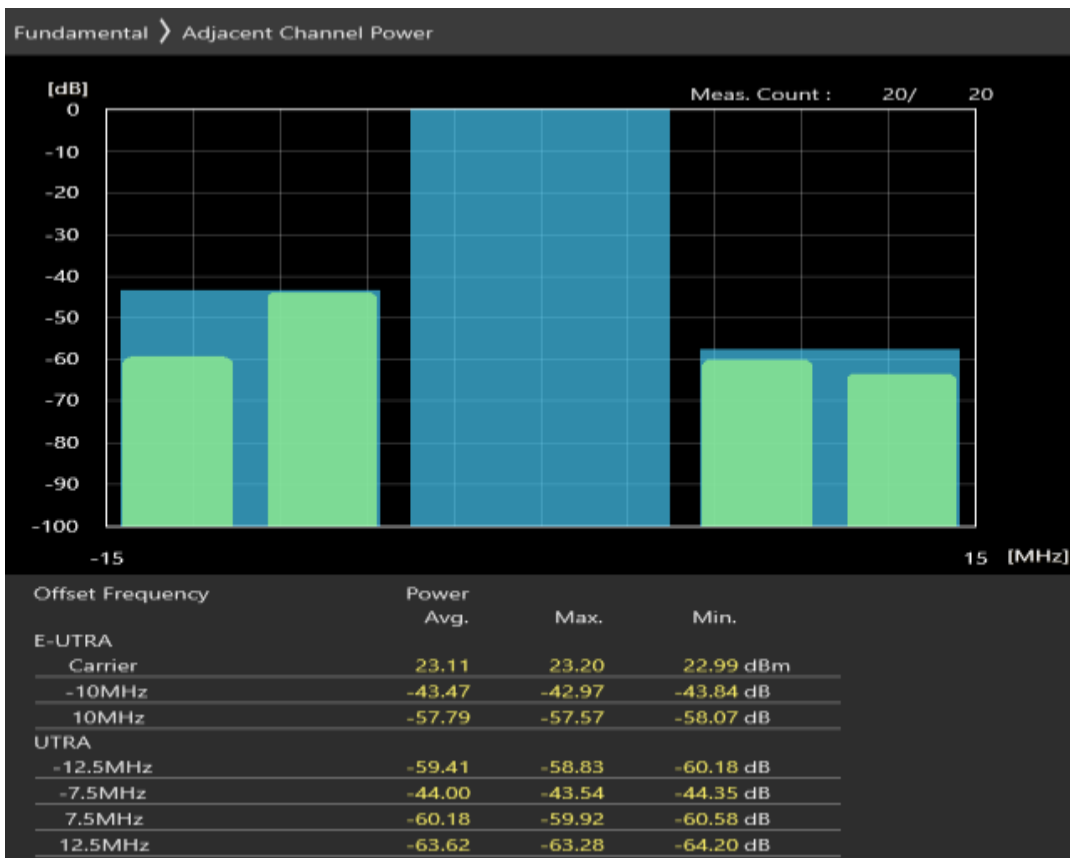 Fundamental 〉 Adjacent Channel Power
[dB]
Meas. Count : 20/ 20
0
-10
-20
-30
-40
-50
-60
-70
-80
-90
-100
-15 15 [MHz]
Offset Frequency Power
Avg. Max. Min.
E-UTRA
Carrier 23.11 23.20 22.99 dBm
-10MHz -43.47 -42.97 -43.84 dB
10MHz -57.79 -57.57 -58.07 dB
UTRA
-12.5MHz -59.41 -58.83 -60.18 dB
-7.5MHz -44.00 -43.54 -44.35 dB
7.5MHz -60.18 -59.92 -60.58 dB
12.5MHz -63.62 -63.28 -64.20 dB